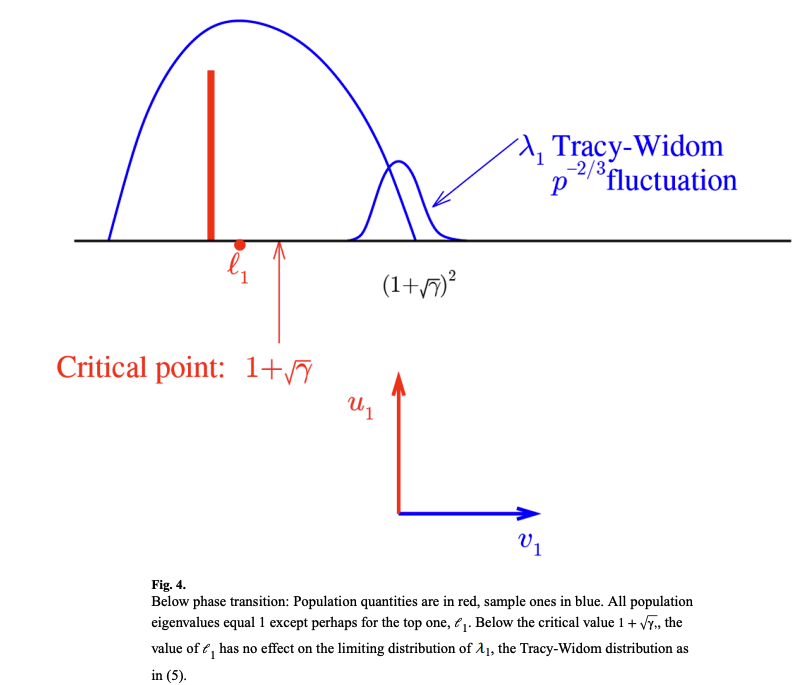 λ₁ Tracy-Widom
p^{-2/3} fluctuation
ℓ₁
(1+√γ)²
Critical point: 1+√γ
u₁
v₁
Fig. 4.
Below phase transition: Population quantities are in red, sample ones in blue. All population
eigenvalues equal 1 except perhaps for the top one, ℓ₁. Below the critical value 1 + √γ., the
value of ℓ₁ has no effect on the limiting distribution of λ₁, the Tracy-Widom distribution as
in (5).